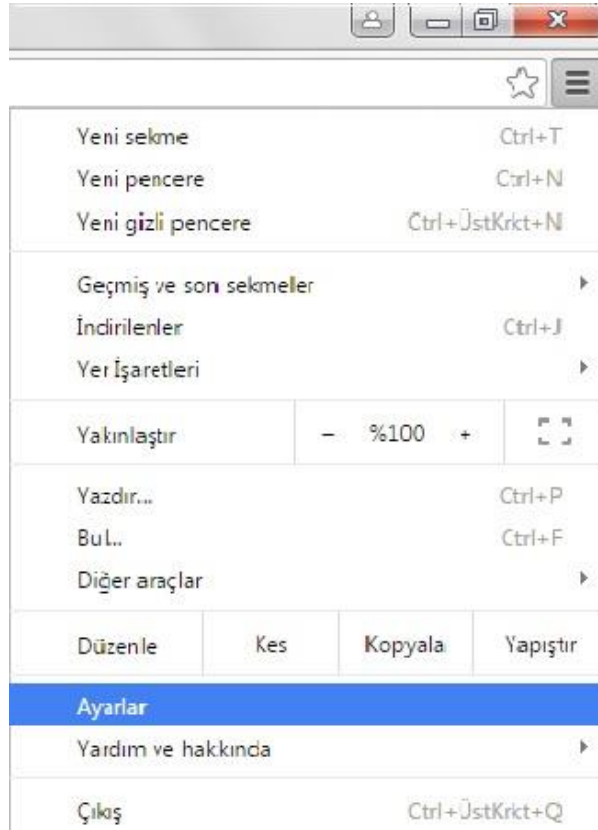 Yeni sekme Ctrl+T
Yeni pencere Ctrl+N
Yeni gizli pencere Ctrl+ÜstKrkt+N
Geçmiş ve son sekmeler
İndirilenler Ctrl+J
Yer İşaretleri
Yakınlaştır – %100 +
Yazdır... Ctrl+P
Bul... Ctrl+F
Diğer araçlar
Düzenle Kes Kopyala Yapıştır
Ayarlar
Yardım ve hakkında
Çıkış Ctrl+ÜstKrkt+Q